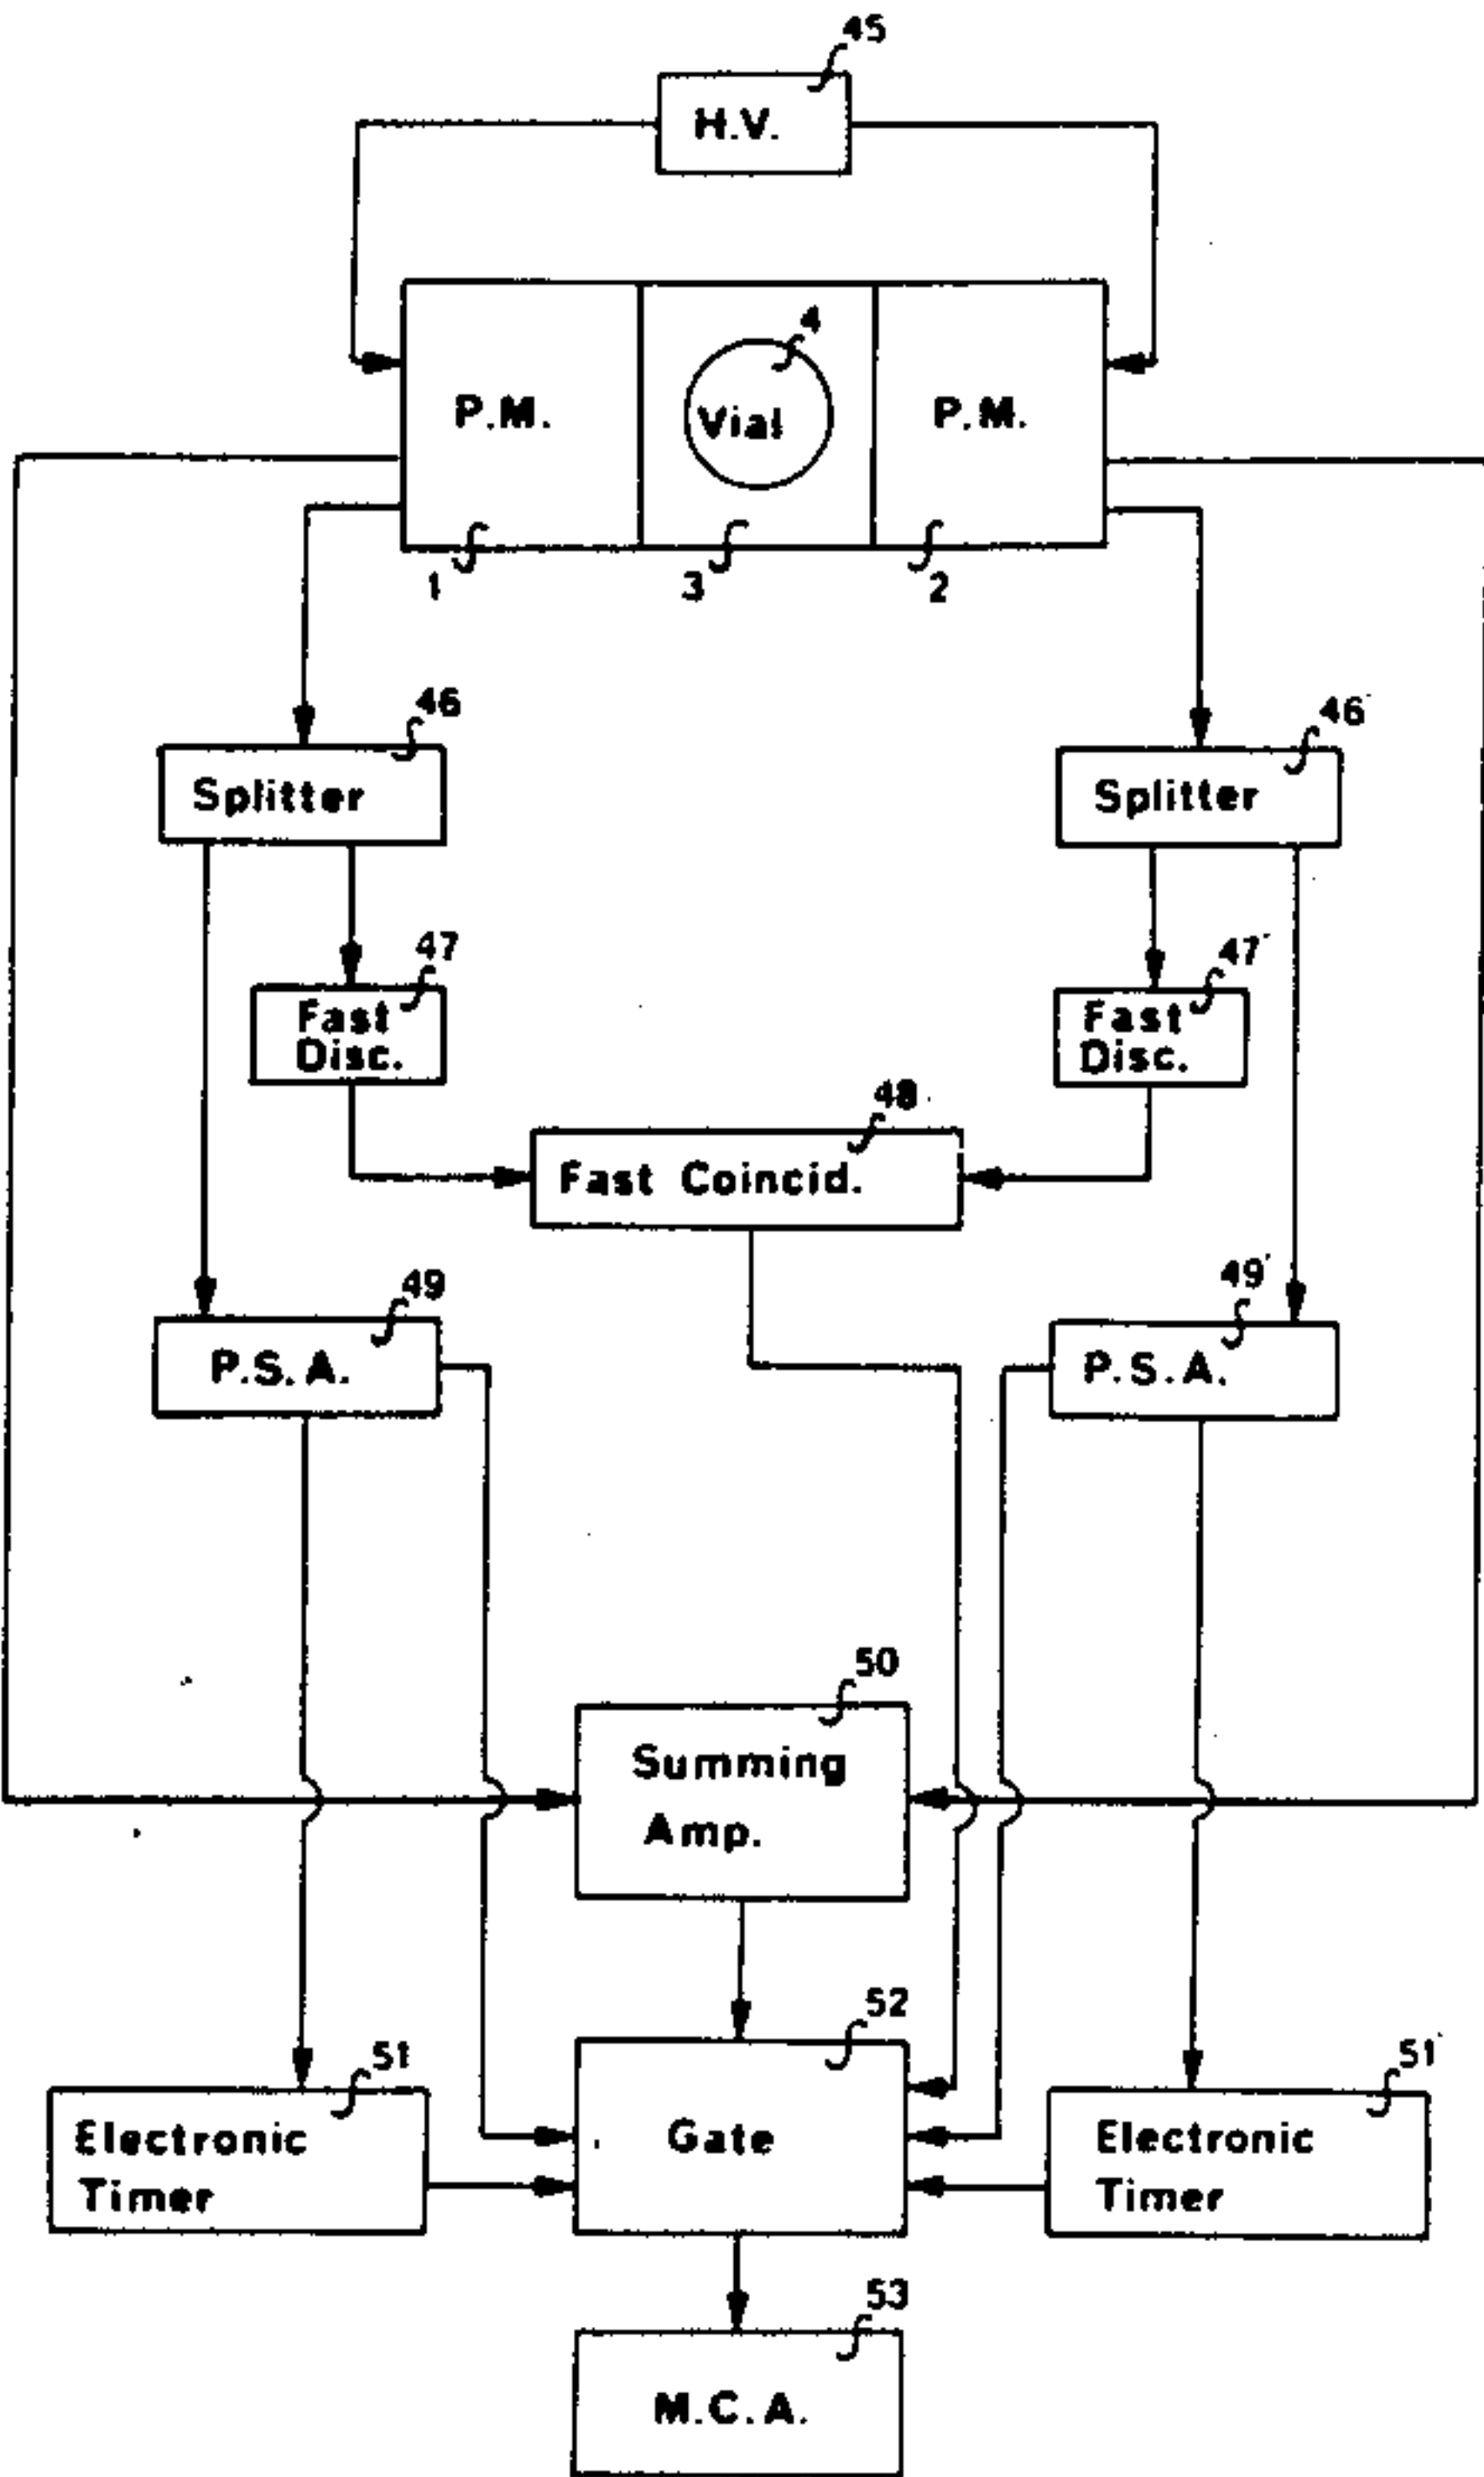 45
H.V.
4
P.M.
Vial
P.M.
1
3
2
46
46'
Splitter
Splitter
47
47'
Fast
Disc.
Fast
Disc.
48
Fast Coincid.
49
49'
P.S.A.
P.S.A.
50
Summing
Amp.
52
51
51'
Electronic
Timer
Gate
Electronic
Timer
53
M.C.A.